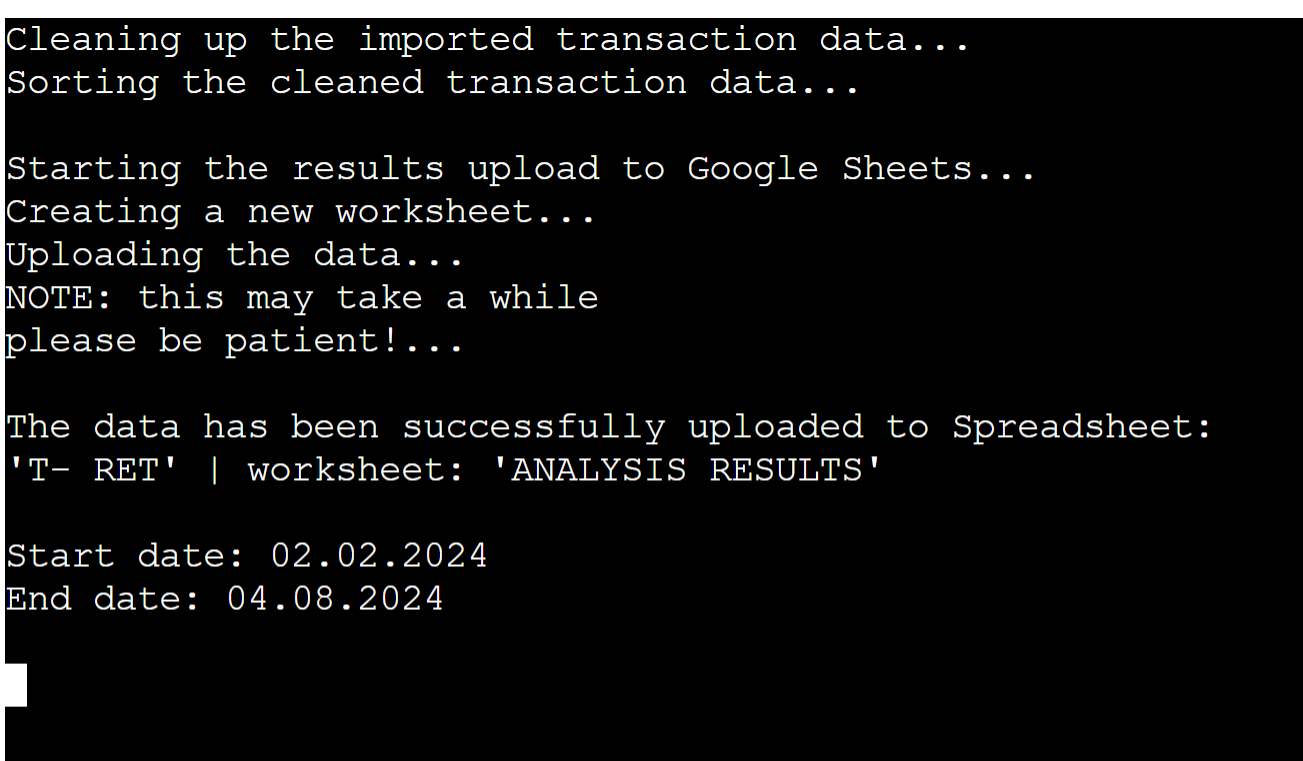 Cleaning up the imported transaction data...
Sorting the cleaned transaction data...
Starting the results upload to Google Sheets...
Creating a new worksheet...
Uploading the data...
NOTE: this may take a while
please be patient!...
The data has been successfully uploaded to Spreadsheet:
'T- RET' | worksheet: 'ANALYSIS RESULTS'
Start date: 02.02.2024
End date: 04.08.2024